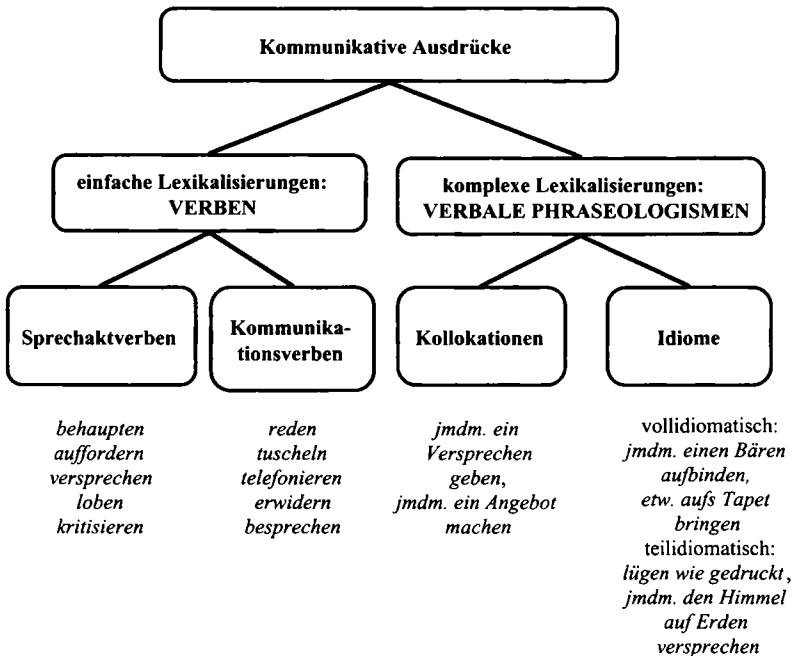 Kommunikative Ausdrücke
einfache Lexikalisierungen:
VERBEN
komplexe Lexikalisierungen:
VERBALE PHRASEOLOGISMEN
Sprechaktverben
Kommunika-
tionsverben
Kollokationen
Idiome
behaupten
auffordern
versprechen
loben
kritisieren
reden
tuscheln
telefonieren
erwidern
besprechen
jmdm. ein
Versprechen
geben,
jmdm. ein Angebot
machen
vollidiomatisch:
jmdm. einen Bären
aufbinden,
etw. aufs Tapet
bringen
teilidiomatisch:
lügen wie gedruckt,
jmdm. den Himmel
auf Erden
versprechen